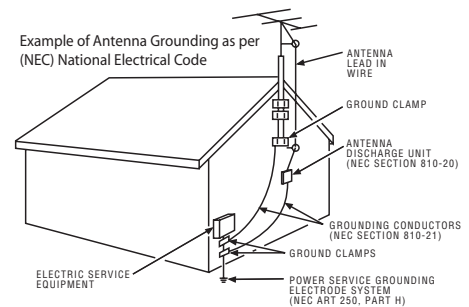 Example of Antenna Grounding as per
(NEC) National Electrical Code
ANTENNA
LEAD IN
WIRE
GROUND CLAMP
ANTENNA
DISCHARGE UNIT
(NEC SECTION 810-20)
GROUNDING CONDUCTORS
(NEC SECTION 810-21)
GROUND CLAMPS
ELECTRIC SERVICE
EQUIPMENT
POWER SERVICE GROUNDING
ELECTRODE SYSTEM
(NEC ART 250, PART H)